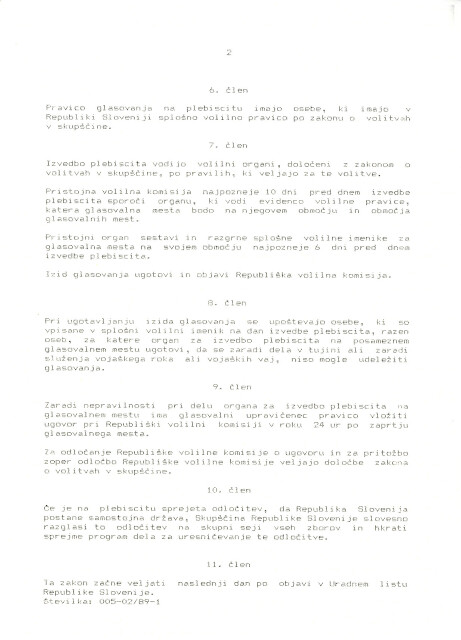 2
6. člen
Pravico glasovanja na plebiscitu imajo osebe, ki imajo v
Republiki Sloveniji splošno volilno pravico po zakonu o volitvah
v skupščine.
7. člen
Izvedbo plebiscita vodijo volilni organi, določeni z zakonom o
volitvah v skupščine, po pravilih, ki veljajo za te volitve.
Pristojna volilna komisija najpozneje 10 dni pred dnem izvedbe
plebiscita sporoči organu, ki vodi evidenco volilne pravice,
katera glasovalna mesta bodo na njegovem območju in območja
glasovalnih mest.
Pristojni organ sestavi in razgrne splošne volilne imenike za
glasovalna mesta na svojem območju najpozneje 6 dni pred dnem
izvedbe plebiscita.
Izid glasovanja ugotovi in objavi Republiška volilna komisija.
8. člen
Pri ugotavljanju izida glasovanja se upoštevajo osebe, ki so
vpisane v splošni volilni imenik na dan izvedbe plebiscita, razen
oseb, za katere organ za izvedbo plebiscita na posameznem
glasovalnem mestu ugotovi, da se zaradi dela v tujini ali zaradi
služenja vojaškega roka ali vojaških vaj, niso mogle udeležiti
glasovanja.
9. člen
Zaradi nepravilnosti pri delu organa za izvedbo plebiscita na
glasovalnem mestu ima glasovalni upravičenec pravico vložiti
ugovor pri Republiški volilni komisiji v roku 24 ur po zaprtju
glasovalnega mesta.
Za odločanje Republiške volilne komisije o ugovoru in za pritožbo
zoper odločbo Republiške volilne komisije veljajo določbe zakona
o volitvah v skupščine.
10. člen
Če je na plebiscitu sprejeta odločitev, da Republika Slovenija
postane samostojna država, Skupščina Republike Slovenije slovesno
razglasi to odločitev na skupni seji vseh zborov in hkrati
sprejme program dela za uresničevanje te odločitve.
11. člen
Ta zakon začne veljati naslednji dan po objavi v Uradnem listu
Republike Slovenije.
Številka: 005-02/89-1